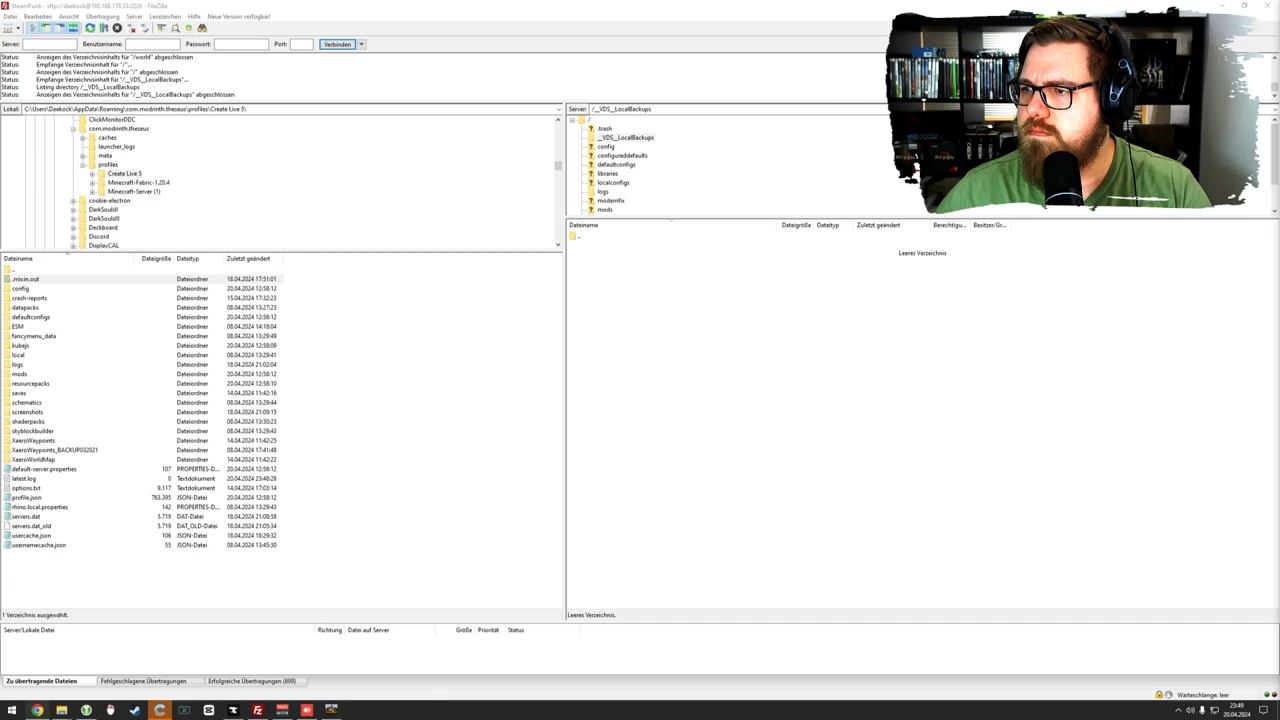 SteamPunk - sftp://daekock@192.168.178.33:2226 - FileZilla
Datei Bearbeiten Ansicht Übertragung Server Lesezeichen Hilfe Neue Version verfügbar!
Server: Benutzername: Passwort: Port: Verbinden
Status: Anzeigen des Verzeichnisinhalts für "/world" abgeschlossen
Status: Empfange Verzeichnisinhalt für "/"...
Status: Anzeigen des Verzeichnisinhalts für "/" abgeschlossen
Status: Empfange Verzeichnisinhalt für "/__VDS__LocalBackups"...
Status: Listing directory /__VDS__LocalBackups
Status: Anzeigen des Verzeichnisinhalts für "/__VDS__LocalBackups" abgeschlossen
Lokal: C:\Users\Daekock\AppData\Roaming\com.modrinth.theseus\profiles\Create Live 5\
ClickMonitorDDC
com.modrinth.theseus
caches
launcher_logs
meta
profiles
Create Live 5
Minecraft-Fabric-1.20.4
Minecraft-Server (1)
cookie-electron
DarkSoulsII
DarkSoulsIII
Deckboard
Discord
DisplayCAL
Server: /__VDS__LocalBackups
/
.trash
__VDS__LocalBackups
config
configureddefaults
defaultconfigs
libraries
localconfigs
logs
modernfix
mods
Dateiname Dateigröße Dateityp Zuletzt geändert
..
.mixin.out Dateiordner 18.04.2024 17:51:01
config Dateiordner 20.04.2024 12:58:12
crash-reports Dateiordner 15.04.2024 17:32:23
datapacks Dateiordner 08.04.2024 13:27:23
defaultconfigs Dateiordner 20.04.2024 12:58:12
ESM Dateiordner 08.04.2024 14:18:04
fancymenu_data Dateiordner 08.04.2024 13:29:49
kubejs Dateiordner 20.04.2024 12:58:09
local Dateiordner 08.04.2024 13:29:41
logs Dateiordner 18.04.2024 21:02:04
mods Dateiordner 20.04.2024 12:58:12
resourcepacks Dateiordner 20.04.2024 12:58:10
saves Dateiordner 14.04.2024 11:42:16
schematics Dateiordner 08.04.2024 13:29:44
screenshots Dateiordner 18.04.2024 21:09:15
shaderpacks Dateiordner 08.04.2024 13:30:23
skyblockbuilder Dateiordner 08.04.2024 13:29:43
XaeroWaypoints Dateiordner 14.04.2024 11:42:25
XaeroWaypoints_BACKUP032021 Dateiordner 08.04.2024 17:41:48
XaeroWorldMap Dateiordner 14.04.2024 11:42:22
default-server.properties 107 PROPERTIES-D... 20.04.2024 12:58:12
latest.log 0 Textdokument 20.04.2024 23:48:28
options.txt 9.117 Textdokument 14.04.2024 17:03:14
profile.json 763.395 JSON-Datei 20.04.2024 12:58:12
rhino.local.properties 142 PROPERTIES-D... 08.04.2024 13:29:43
servers.dat 5.719 DAT-Datei 18.04.2024 21:08:58
servers.dat_old 5.719 DAT_OLD-Datei 18.04.2024 21:05:34
usercache.json 106 JSON-Datei 18.04.2024 18:29:32
usernamecache.json 55 JSON-Datei 08.04.2024 13:45:30
1 Verzeichnis ausgewählt.
Dateiname Dateigröße Dateityp Zuletzt geändert Berechtigu... Besitzer/Gr...
..
Leeres Verzeichnis
Leeres Verzeichnis.
Server/Lokale Datei Richtung Datei auf Server Größe Priorität Status
Zu übertragende Dateien Fehlgeschlagene Übertragungen Erfolgreiche Übertragungen (699)
Warteschlange: leer
23:49
20.04.2024